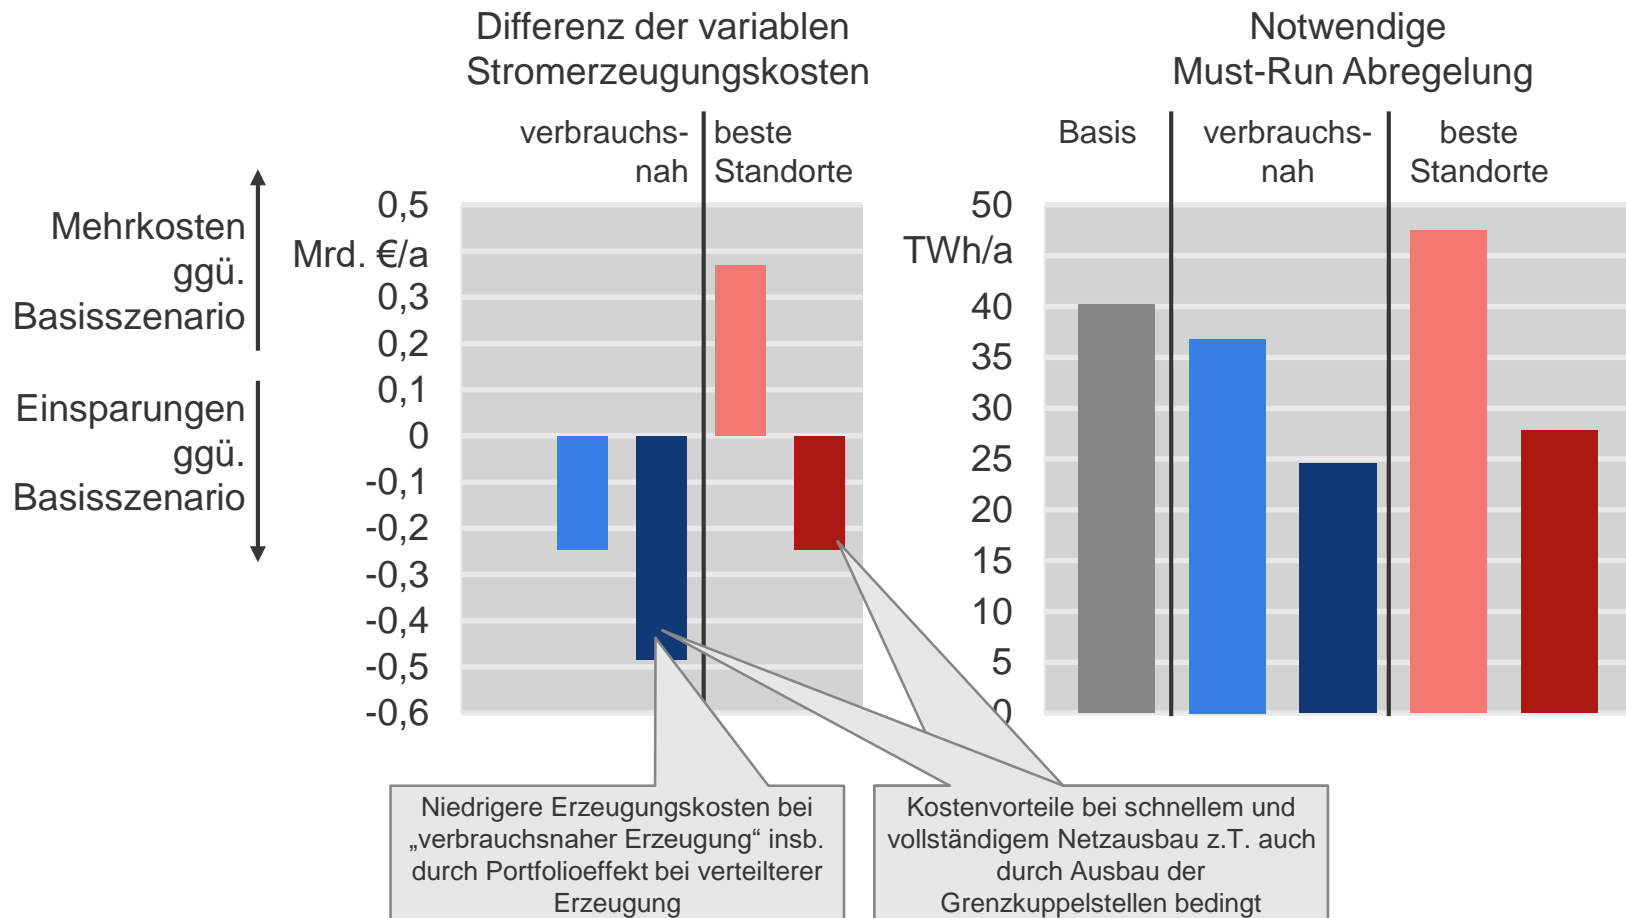 Differenz der variablen
Stromerzeugungskosten
verbrauchs-
nah
beste
Standorte
Mehrkosten
ggü.
Basisszenario
Einsparungen
ggü.
Basisszenario
0,5
Mrd. €/a
0,3
0,2
0,1
0
-0,1
-0,2
-0,3
-0,4
-0,5
-0,6
Notwendige
Must-Run Abregelung
Basis
verbrauchs-
nah
beste
Standorte
50
TWh/a
40
35
30
25
20
15
10
5
0
Niedrigere Erzeugungskosten bei
„verbrauchsnaher Erzeugung“ insb.
durch Portfolioeffekt bei verteilterer
Erzeugung
Kostenvorteile bei schnellem und
vollständigem Netzausbau z.T. auch
durch Ausbau der
Grenzkuppelstellen bedingt